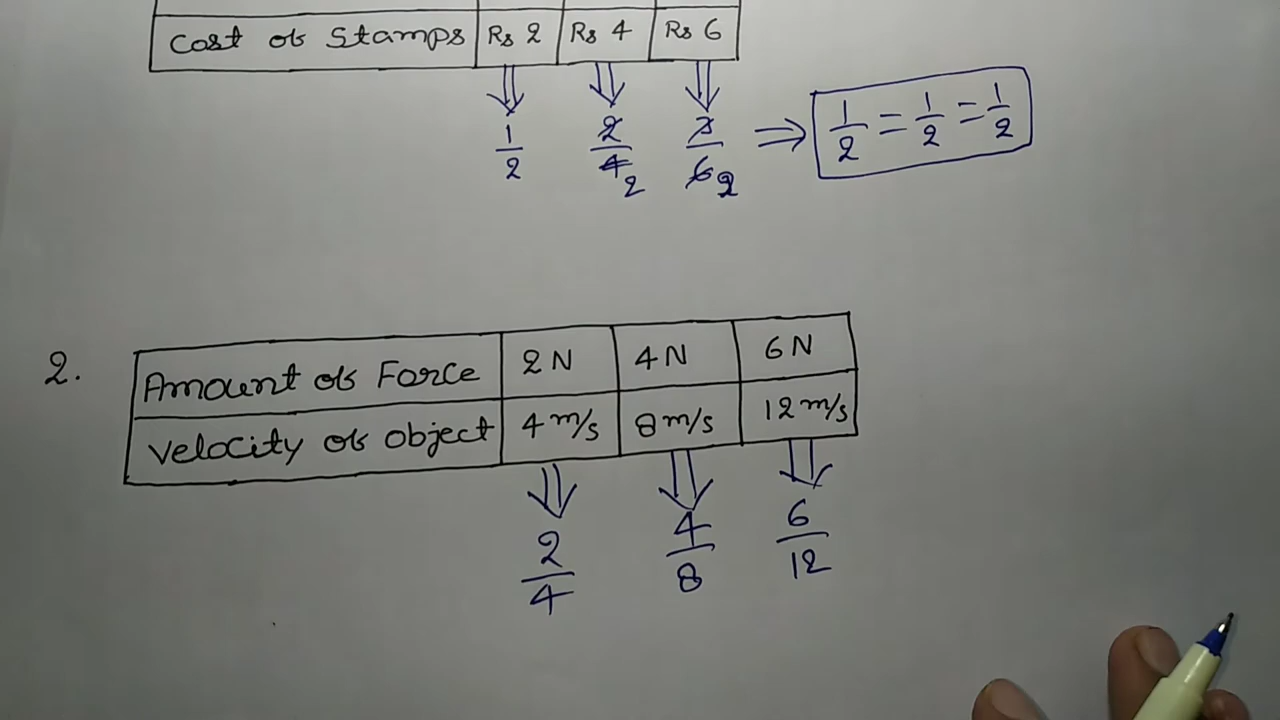 Cost of Stamps Rs 2 Rs 4 Rs 6
1/2 2/4 2 3/6 2 ⇒ 1/2 = 1/2 = 1/2
2.
Amount of Force 2 N 4 N 6 N
Velocity of object 4 m/s 8 m/s 12 m/s
2/4 4/8 6/12